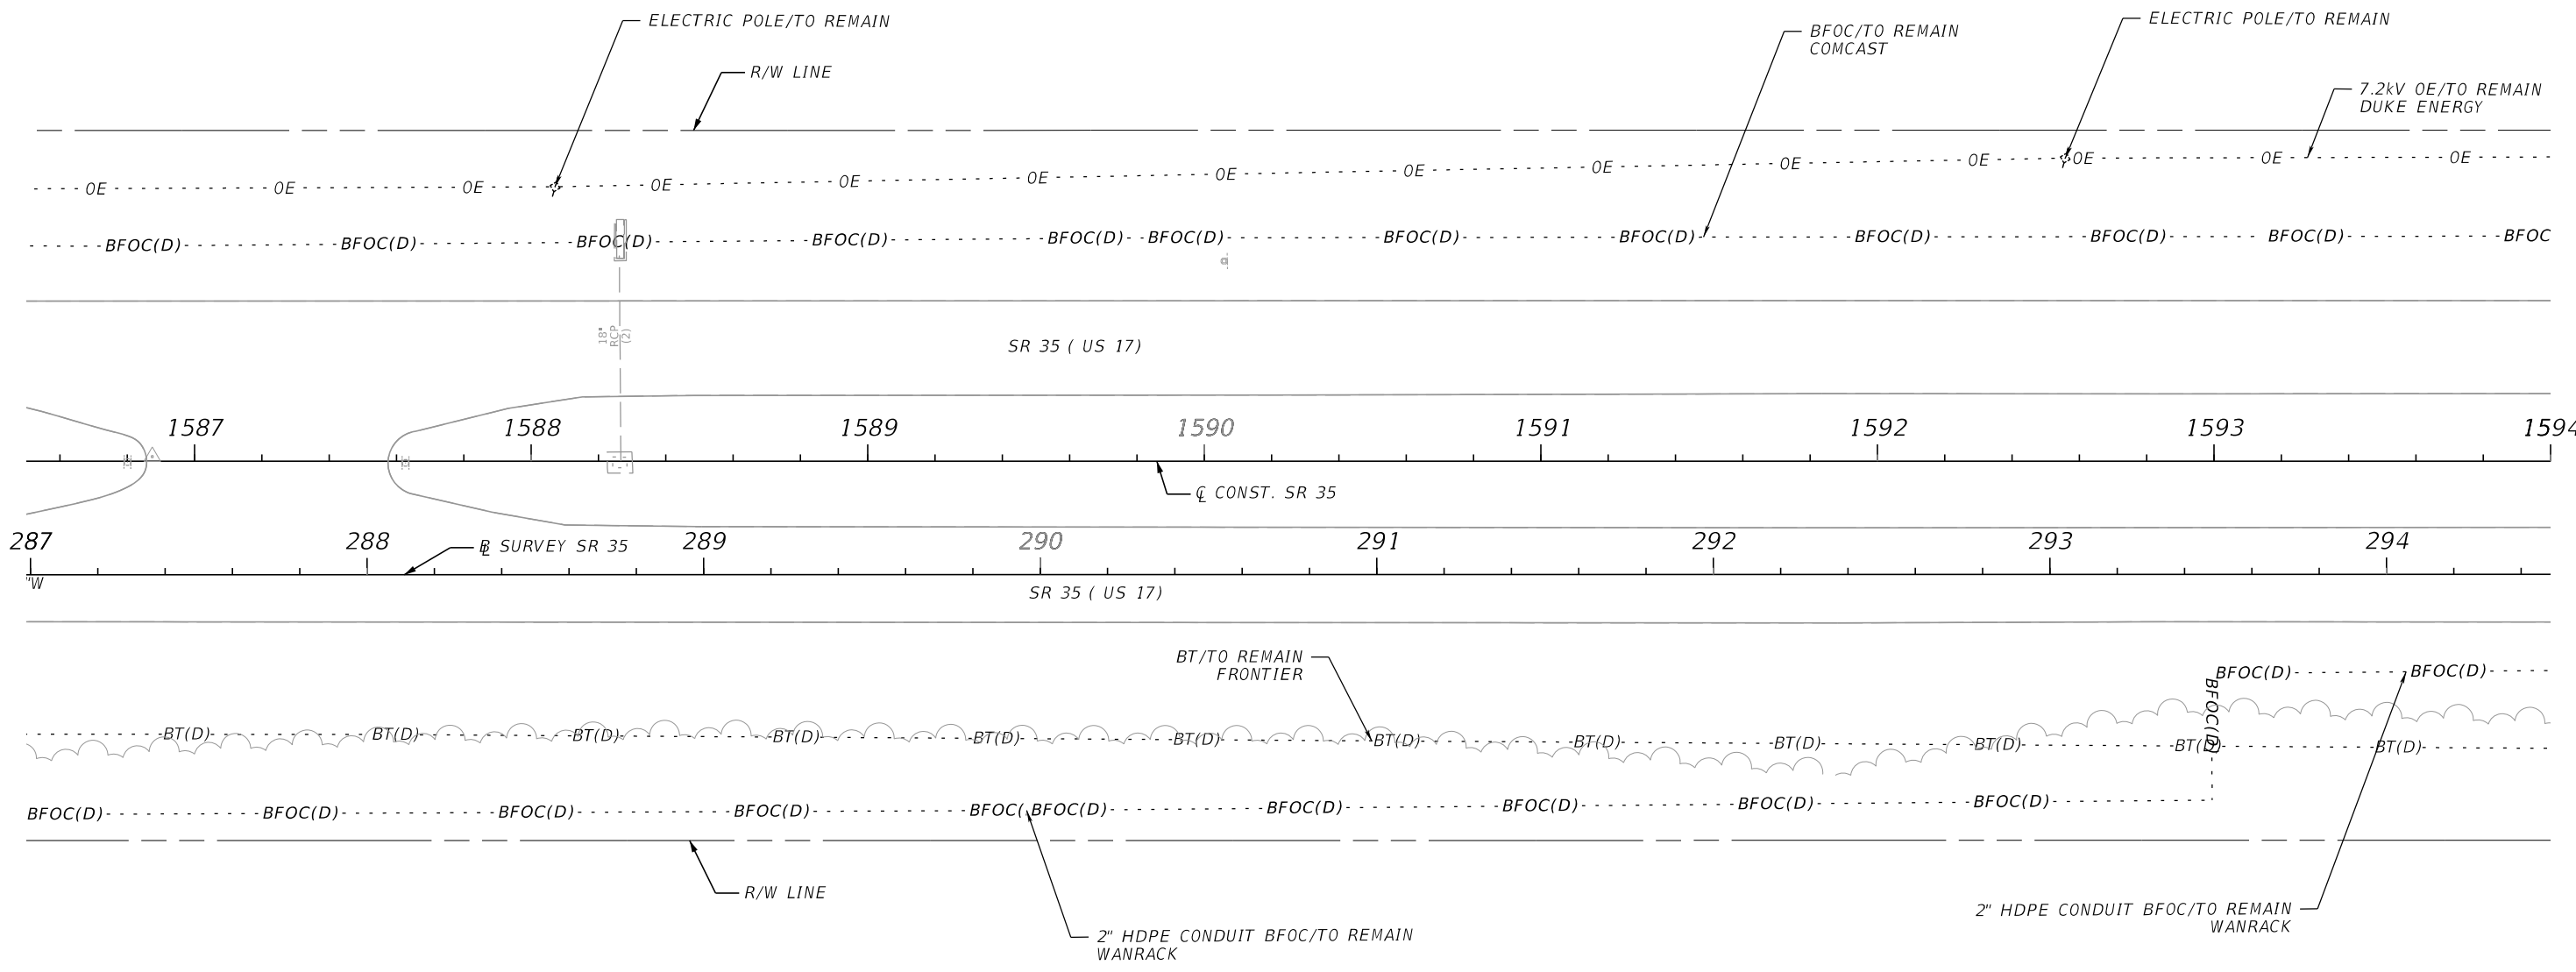 ELECTRIC POLE/TO REMAIN
ELECTRIC POLE/TO REMAIN
BFOC/TO REMAIN
COMCAST
R/W LINE
7.2kV OE/TO REMAIN
DUKE ENERGY
OE OE OE OE OE OE OE OE OE OE OE OE OE
BFOC(D) BFOC(D) BFOC(D) BFOC(D) BFOC(D) BFOC(D) BFOC(D) BFOC(D) BFOC(D) BFOC(D) BFOC(D) BFOC
18"
RCP
(2)
SR 35 ( US 17)
1587 1588 1589 1590 1591 1592 1593 1594
℄ CONST. SR 35
287 288 289 290 291 292 293 294
BL SURVEY SR 35
"W
SR 35 ( US 17)
BT/TO REMAIN
FRONTIER
BFOC(D) BFOC(D)
BFOC(D)
BT(D) BT(D) BT(D) BT(D) BT(D) BT(D) BT(D) BT(D) BT(D) BT(D) BT(D) BT(D)
BFOC(D) BFOC(D) BFOC(D) BFOC(D) BFOC( BFOC(D) BFOC(D) BFOC(D) BFOC(D) BFOC(D)
R/W LINE
2" HDPE CONDUIT BFOC/TO REMAIN
WANRACK
2" HDPE CONDUIT BFOC/TO REMAIN
WANRACK